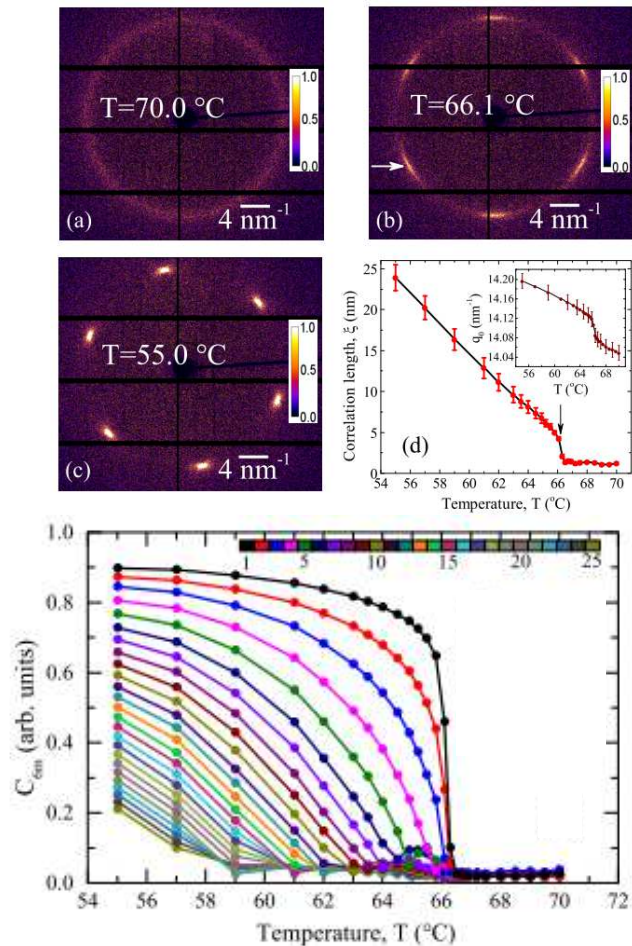 T=70.0 °C
1.0
0.5
0.0
(a)
4 nm-1
T=66.1 °C
1.0
0.5
0.0
(b)
4 nm-1
T=55.0 °C
1.0
0.5
0.0
(c)
4 nm-1
Correlation length, ξ (nm)
25
20
15
10
5
0
54 56 58 60 62 64 66 68 70
Temperature, T (°C)
(d)
q0 (nm-1)
14.20
14.16
14.12
14.08
14.04
55 60 65 70
T (°C)
C6m (arb. units)
1.0
0.8
0.6
0.4
0.2
0.0
1 5 10 15 20 25
54 56 58 60 62 64 66 68 70 72
Temperature, T (°C)